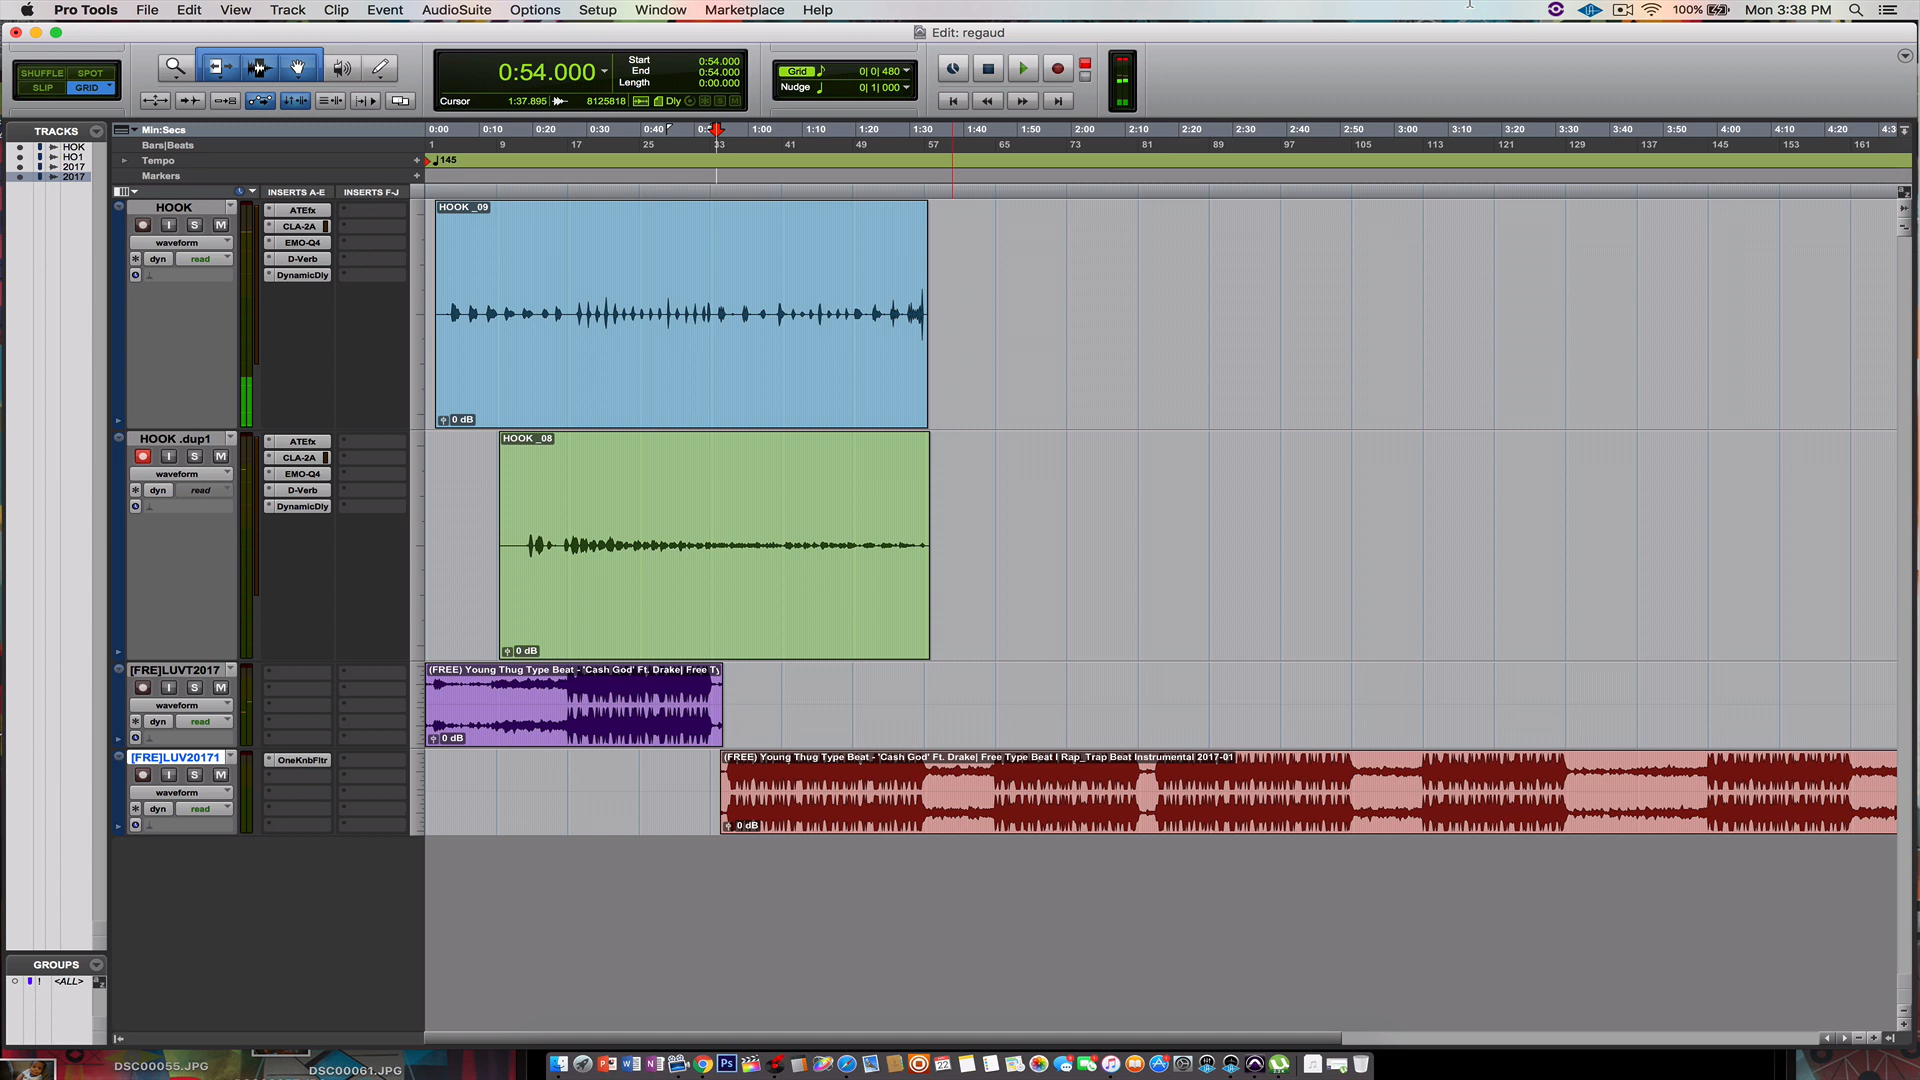 Pro Tools File Edit View Track Clip Event AudioSuite Options Setup Window Marketplace Help 100% Mon 3:38 PM
Edit: regaud
SHUFFLE SPOT
SLIP GRID
0:54.000
Start 0:54.000
End 0:54.000
Length 0:00.000
Cursor 1:37.895 8125818 Dly
Grid 0| 0| 480
Nudge 0| 1| 000
TRACKS
HOK
HO1
2017
2017
Min:Secs 0:00 0:10 0:20 0:30 0:40 1:00 1:10 1:20 1:30 1:40 1:50 2:00 2:10 2:20 2:30 2:40 2:50 3:00 3:10 3:20 3:30 3:40 3:50 4:00 4:10 4:20 4:3
Bars|Beats 1 9 17 25 33 41 49 57 65 73 81 89 97 105 113 121 129 137 145 153 161
Tempo 145
Markers
INSERTS A-E INSERTS F-J
HOOK
I S M
waveform
dyn read
ATEfx
CLA-2A
EMO-Q4
D-Verb
DynamicDly
HOOK _09
0 dB
HOOK .dup1
I S M
waveform
dyn read
ATEfx
CLA-2A
EMO-Q4
D-Verb
DynamicDly
HOOK _08
0 dB
[FRE]LUVT2017
I S M
waveform
dyn read
(FREE) Young Thug Type Beat - 'Cash God' Ft. Drake| Free Ty
0 dB
[FRE]LUV20171
I S M
waveform
dyn read
OneKnbFltr
(FREE) Young Thug Type Beat - 'Cash God' Ft. Drake| Free Type Beat I Rap_Trap Beat Instrumental 2017-01
0 dB
GROUPS
! <ALL>
DSC00055.JPG
DSC00061.JPG